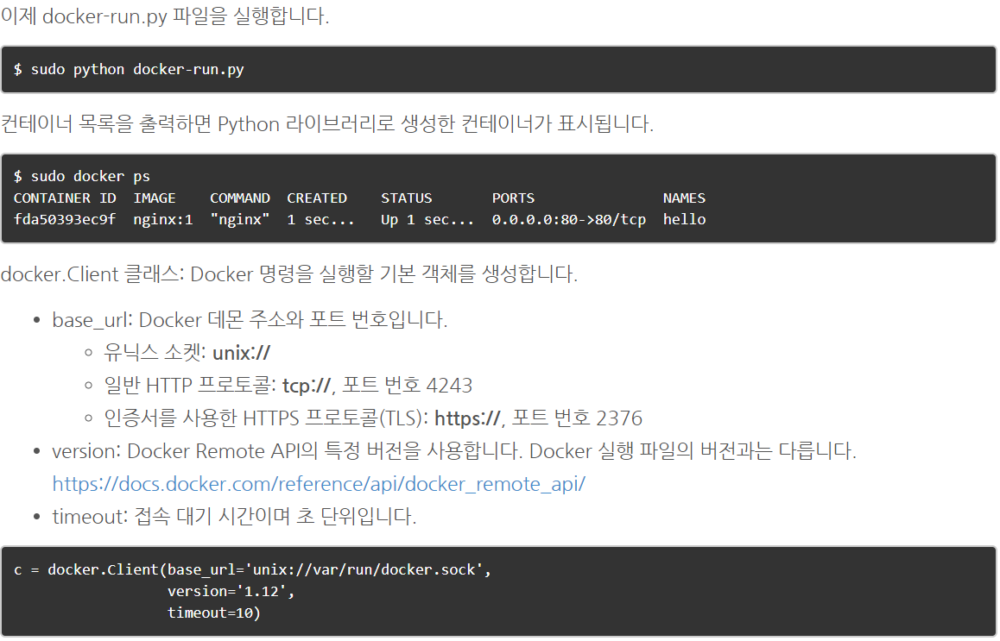 이제 docker-run.py 파일을 실행합니다.
$ sudo python docker-run.py
컨테이너 목록을 출력하면 Python 라이브러리로 생성한 컨테이너가 표시됩니다.
$ sudo docker ps
CONTAINER ID  IMAGE    COMMAND  CREATED    STATUS       PORTS               NAMES
fda50393ec9f  nginx:1  "nginx"  1 sec...   Up 1 sec...  0.0.0.0:80->80/tcp  hello
docker.Client 클래스: Docker 명령을 실행할 기본 객체를 생성합니다.
• base_url: Docker 데몬 주소와 포트 번호입니다.
◦ 유닉스 소켓: unix://
◦ 일반 HTTP 프로토콜: tcp://, 포트 번호 4243
◦ 인증서를 사용한 HTTPS 프로토콜(TLS): https://, 포트 번호 2376
• version: Docker Remote API의 특정 버전을 사용합니다. Docker 실행 파일의 버전과는 다릅니다.
https://docs.docker.com/reference/api/docker_remote_api/
• timeout: 접속 대기 시간이며 초 단위입니다.
c = docker.Client(base_url='unix://var/run/docker.sock',
                  version='1.12',
                  timeout=10)